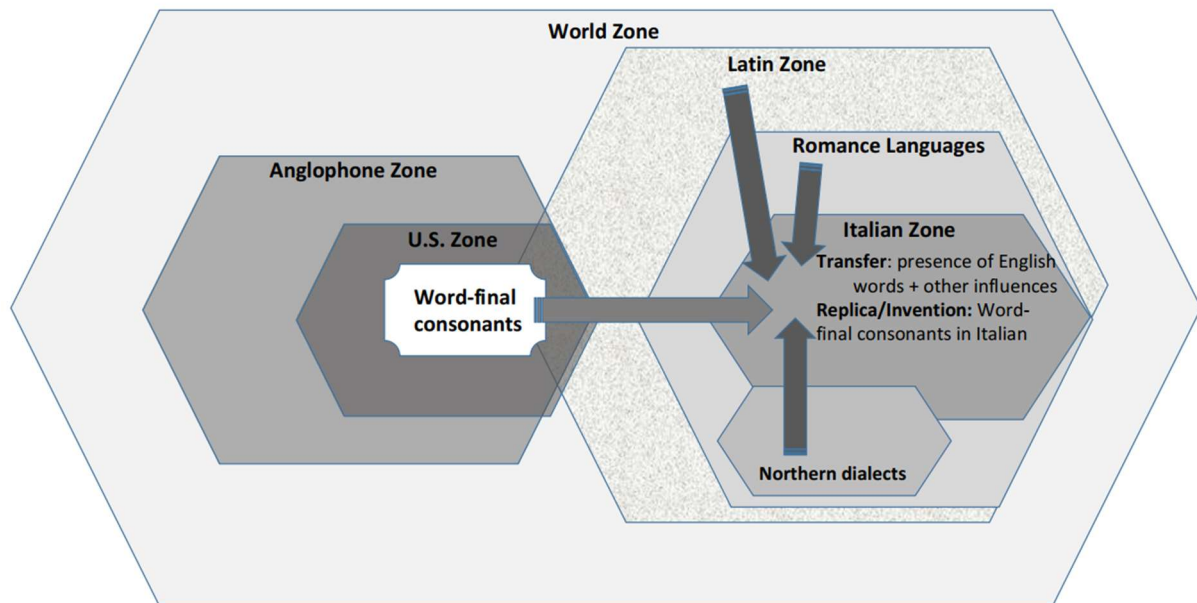 World Zone
Latin Zone
Romance Languages
Anglophone Zone
U.S. Zone
Italian Zone
Transfer: presence of English
words + other influences
Replica/Invention: Word-
final consonants in Italian
Word-final
consonants
Northern dialects